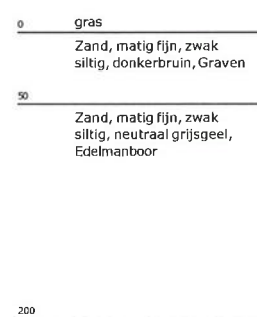 0 gras
Zand, matig fijn, zwak
siltig, donkerbruin, Graven
50
Zand, matig fijn, zwak
siltig, neutraal grijsgeel,
Edelmanboor
200